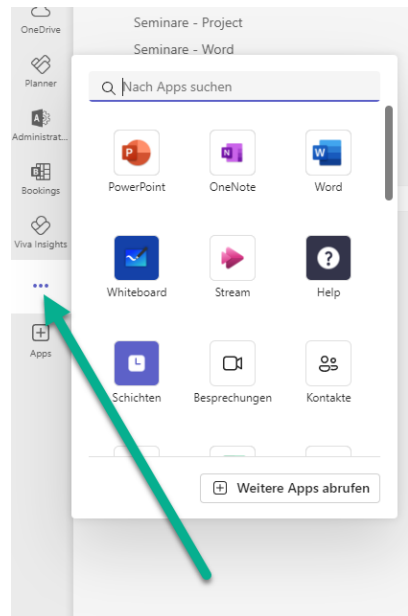 OneDrive
Planner
Administrat...
Bookings
Viva Insights
Apps
Seminare - Project
Seminare - Word
Nach Apps suchen
PowerPoint OneNote Word
Whiteboard Stream Help
Schichten Besprechungen Kontakte
Weitere Apps abrufen